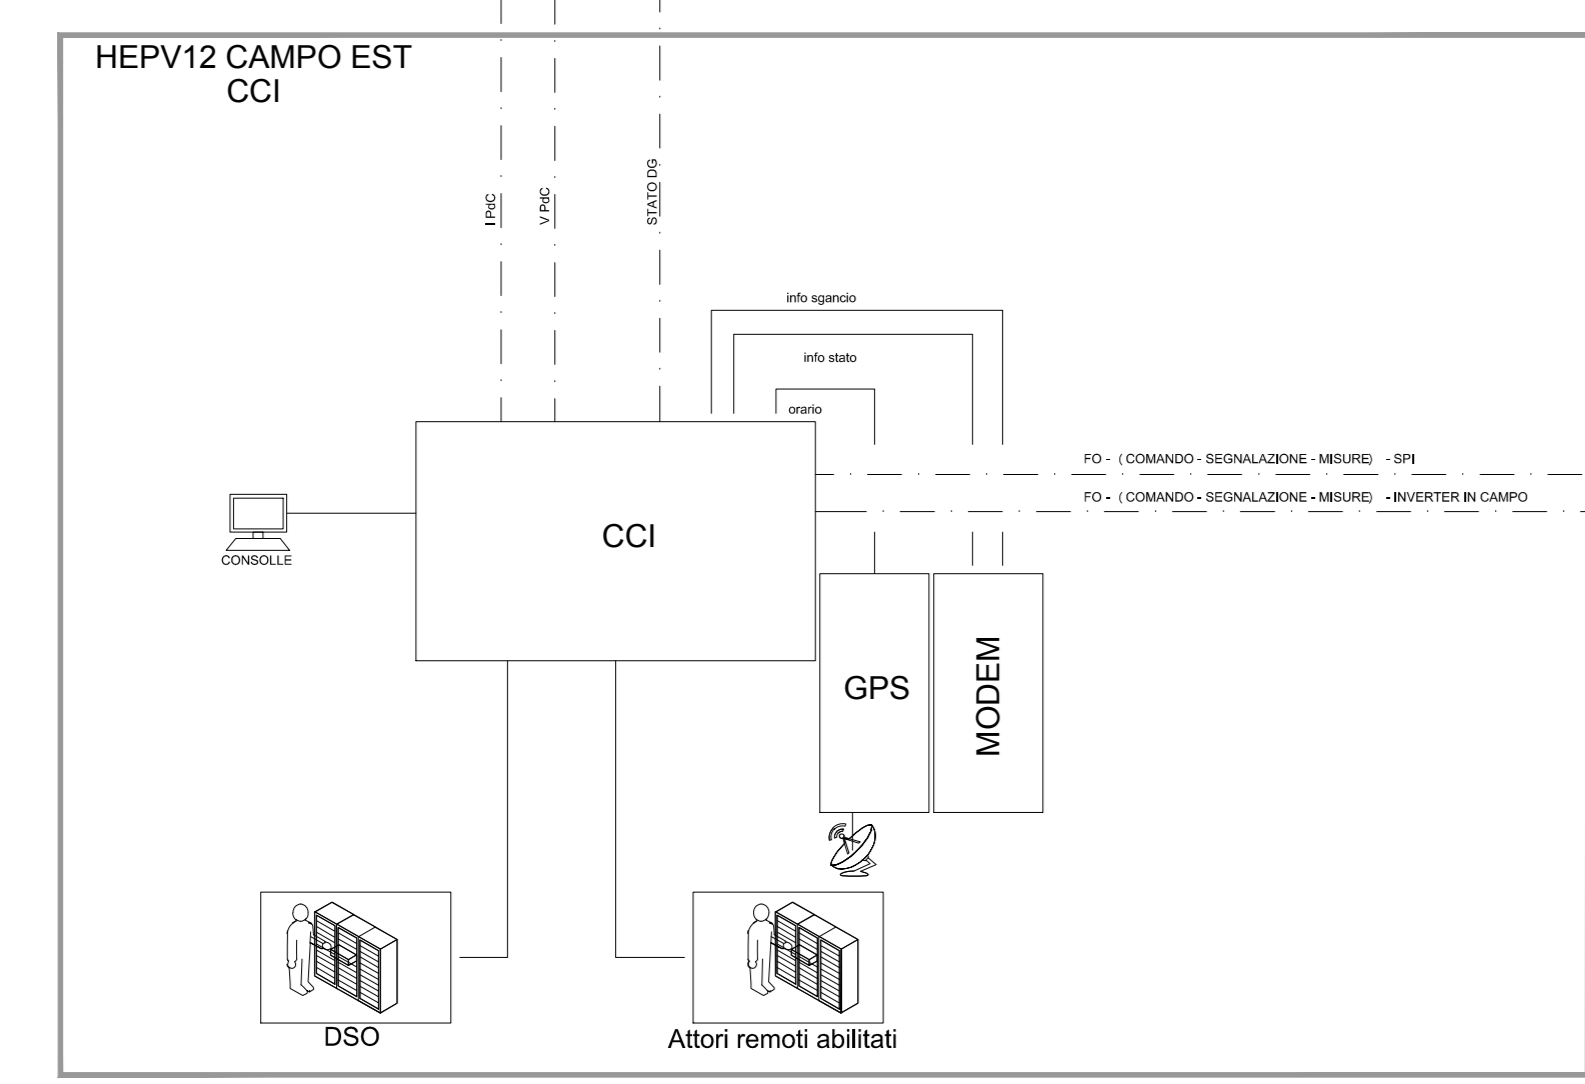 HEPV12 CAMPO EST
CCI
I PdC
V PdC
STATO DG
info sgancio
info stato
orario
FO - ( COMANDO - SEGNALAZIONE - MISURE) - SPI
FO - ( COMANDO - SEGNALAZIONE - MISURE) - INVERTER IN CAMPO
CCI
CONSOLLE
GPS
MODEM
DSO
Attori remoti abilitati